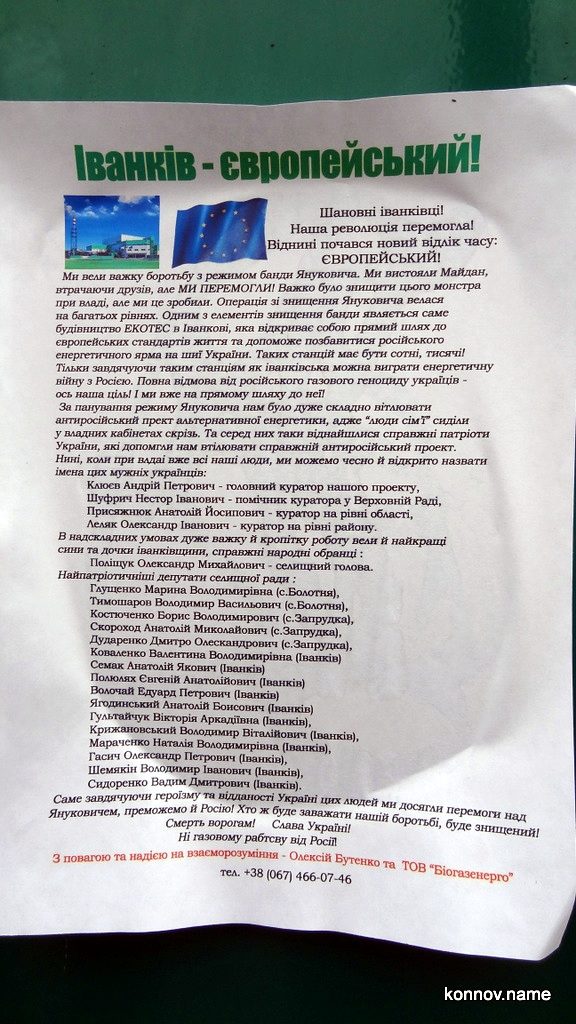 Іванків - європейський!
Шановні іванківці!
Наша революція перемогла!
Віднині почався новий відлік часу:
ЄВРОПЕЙСЬКИЙ!
Ми вели важку боротьбу з режимом банди Януковича. Ми вистояли Майдан,
втрачаючи друзів, але МИ ПЕРЕМОГЛИ! Важко було знищити цього монстра
при владі, але ми це зробили. Операція зі знищення Януковича велася
на багатьох рівнях. Одним з елементів знищення банди являється саме
будівництво ЕКОТЕС в Іванкові, яка відкриває собою прямий шлях до
європейських стандартів життя та допоможе позбавитися російського
енергетичного ярма на шиї України. Таких станцій має бути сотні, тисячі!
Тільки завдячуючи таким станціям як іванківська можна виграти енергетичну
війну з Росією. Повна відмова від російського газового геноциду українців -
ось наша ціль! І ми вже на прямому шляху до неї!
За панування режиму Януковича нам було дуже складно втілювати
антиросійський прект альтернативної енергетики, адже “люди сім’ї” сиділи
у владних кабінетах скрізь. Та серед них таки віднайшлися справжні патріоти
України, які допомгли нам втілювати справжній антиросійський проект.
Нині, коли при влдаі вже всі наші люди, ми можемо чесно й відкрито назвати
імена цих мужніх українців:
Клюєв Андрій Петрович - головний куратор нашого проекту,
Шуфрич Нестор Іванович - помічник куратора у Верховній Раді,
Присяжнюк Анатолій Йосипович - куратор на рівні області,
Леляк Олександр Іванович - куратор на рівні району.
В надскладних умовах дуже важку й кропітку роботу вели й найкращі
сини та дочки іванківщини, справжні народні обранці :
Поліщук Олександр Михайлович - селищний голова.
Найпатріотичніші депутати селищної ради :
Глущенко Марина Володимирівна (с.Болотня),
Тимошаров Володимир Васильович (с.Болотня),
Костюченко Борис Володимирович (с.Запрудка),
Скороход Анатолій Миколайович (с.Запрудка),
Дударенко Дмитро Олескандрович (с.Запрудка),
Коваленко Валентина Володимирівна (Іванків)
Семак Анатолій Якович (Іванків)
Полюлях Євгеній Анатолійович (Іванків)
Волочай Едуард Петрович (Іванків)
Ягодинський Анатолій Боисович (Іванків)
Гультайчук Вікторія Аркадіївна (Іванків),
Крижановський Володимир Віталійович (Іванків),
Мараченко Наталія Володимирівна (Іванків),
Гасич Олександр Петрович (Іванків),
Шемякін Володимир Іванович (Іванків),
Сидоренко Вадим Дмитрович (Іванків).
Саме завдячуючи героїзму та відданості Україні цих людей ми досягли перемоги над
Януковичем, преможемо й Росію! Хто ж буде заважати нашій боротьбі, буде знищений!
Смерть ворогам! Слава Україні!
Ні газовому рабтсву від Росії!
З повагою та надією на взаєморозуміння - Олексій Бутенко та ТОВ “Біогазенерго”
тел. +38 (067) 466-07-46
konnov.name